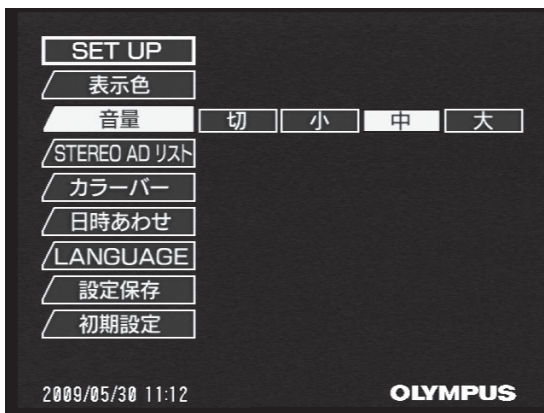 SET UP
表示色
音量 切 小 中 大
STEREO AD リスト
カラーバー
日時あわせ
LANGUAGE
設定保存
初期設定
2009/05/30 11:12 OLYMPUS